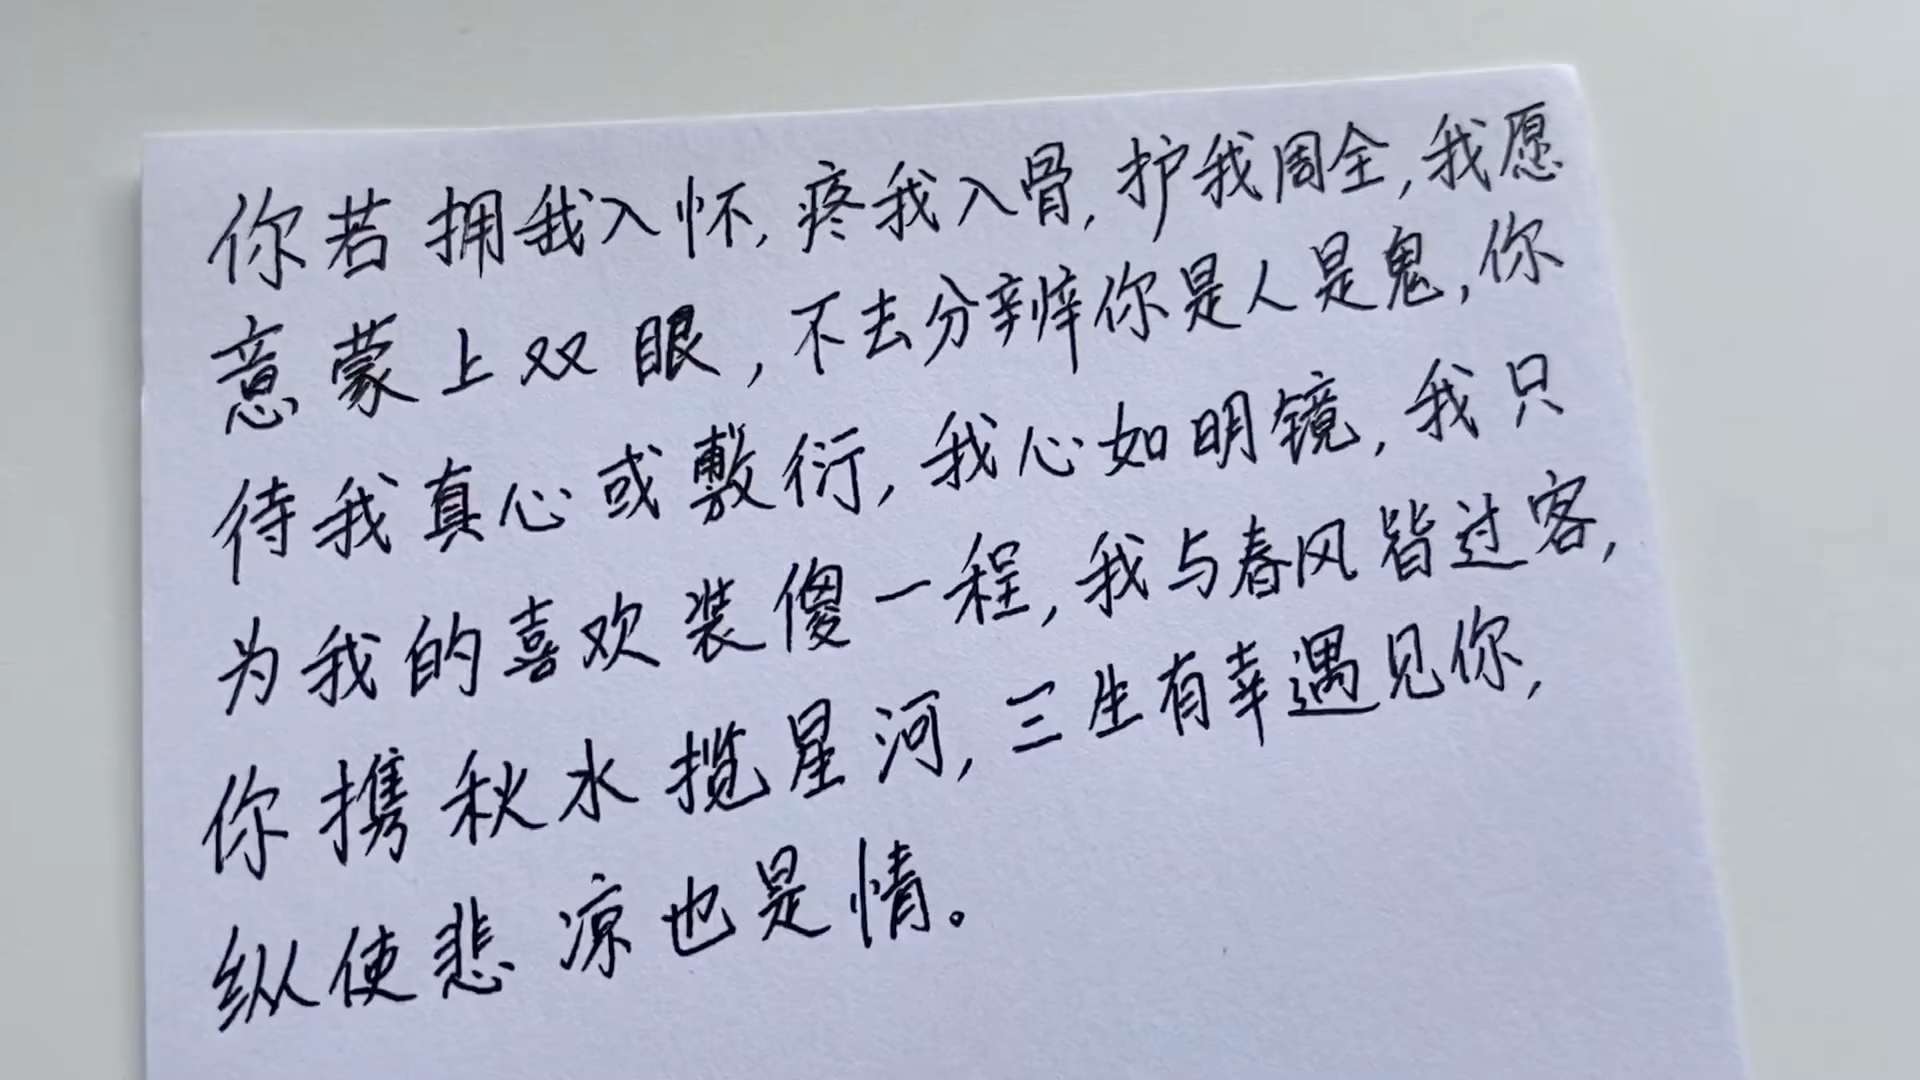 你若拥我入怀,疼我入骨,护我周全,我愿
意蒙上双眼,不去分辨你是人是鬼,你
待我真心或敷衍,我心如明镜,我只
为我的喜欢装傻一程,我与春风皆过客,
你携秋水揽星河,三生有幸遇见你,
纵使悲凉也是情。